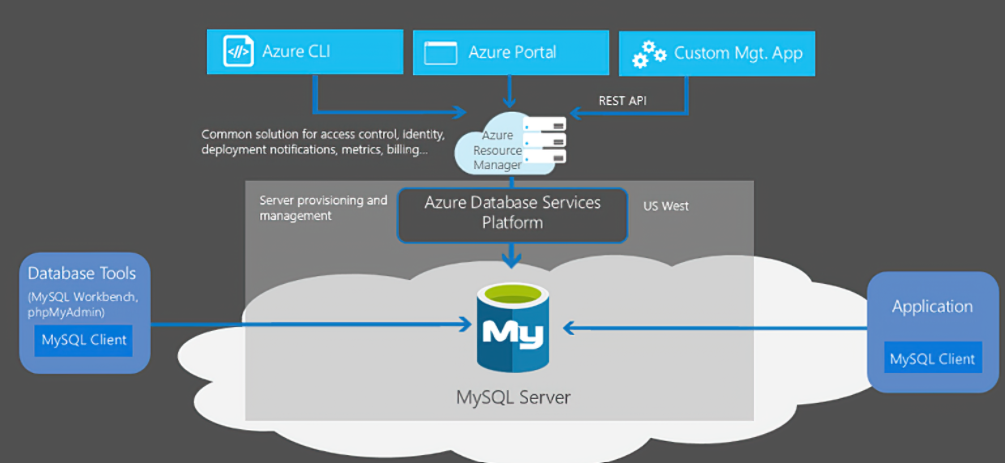 Azure CLI
Azure Portal
Custom Mgt. App
REST API
Common solution for access control, identity,
deployment notifications, metrics, billing...
Azure
Resource
Manager
Server provisioning and
management
Azure Database Services
Platform
US West
Database Tools
(MySQL Workbench,
phpMyAdmin)
MySQL Client
My
MySQL Server
Application
MySQL Client